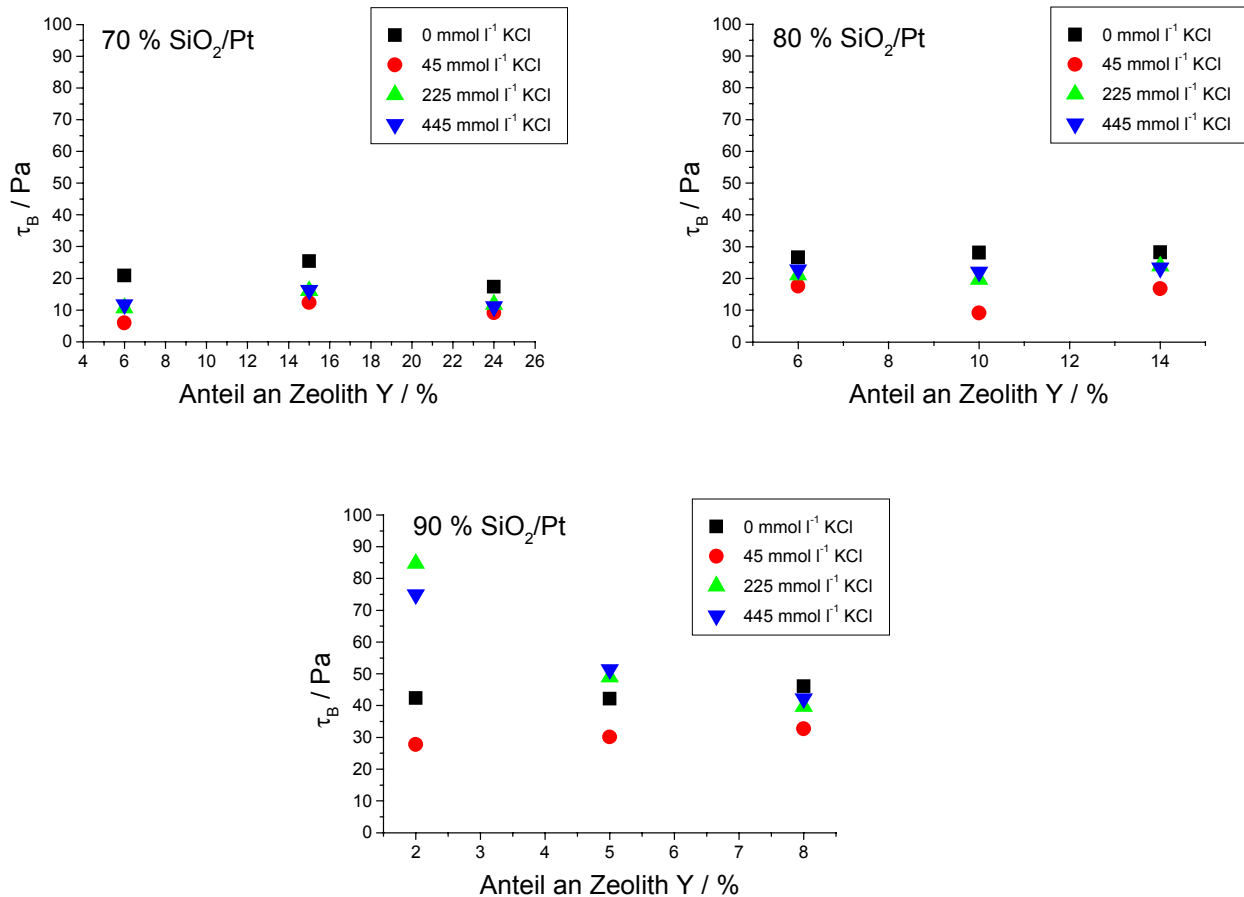 70 % SiO₂/Pt
0 mmol l⁻¹ KCl
45 mmol l⁻¹ KCl
225 mmol l⁻¹ KCl
445 mmol l⁻¹ KCl
100
90
80
70
60
50
40
30
20
10
0
τ_B / Pa
4 6 8 10 12 14 16 18 20 22 24 26
Anteil an Zeolith Y / %
80 % SiO₂/Pt
0 mmol l⁻¹ KCl
45 mmol l⁻¹ KCl
225 mmol l⁻¹ KCl
445 mmol l⁻¹ KCl
100
90
80
70
60
50
40
30
20
10
0
τ_B / Pa
6 8 10 12 14
Anteil an Zeolith Y / %
90 % SiO₂/Pt
0 mmol l⁻¹ KCl
45 mmol l⁻¹ KCl
225 mmol l⁻¹ KCl
445 mmol l⁻¹ KCl
100
90
80
70
60
50
40
30
20
10
0
τ_B / Pa
2 3 4 5 6 7 8
Anteil an Zeolith Y / %